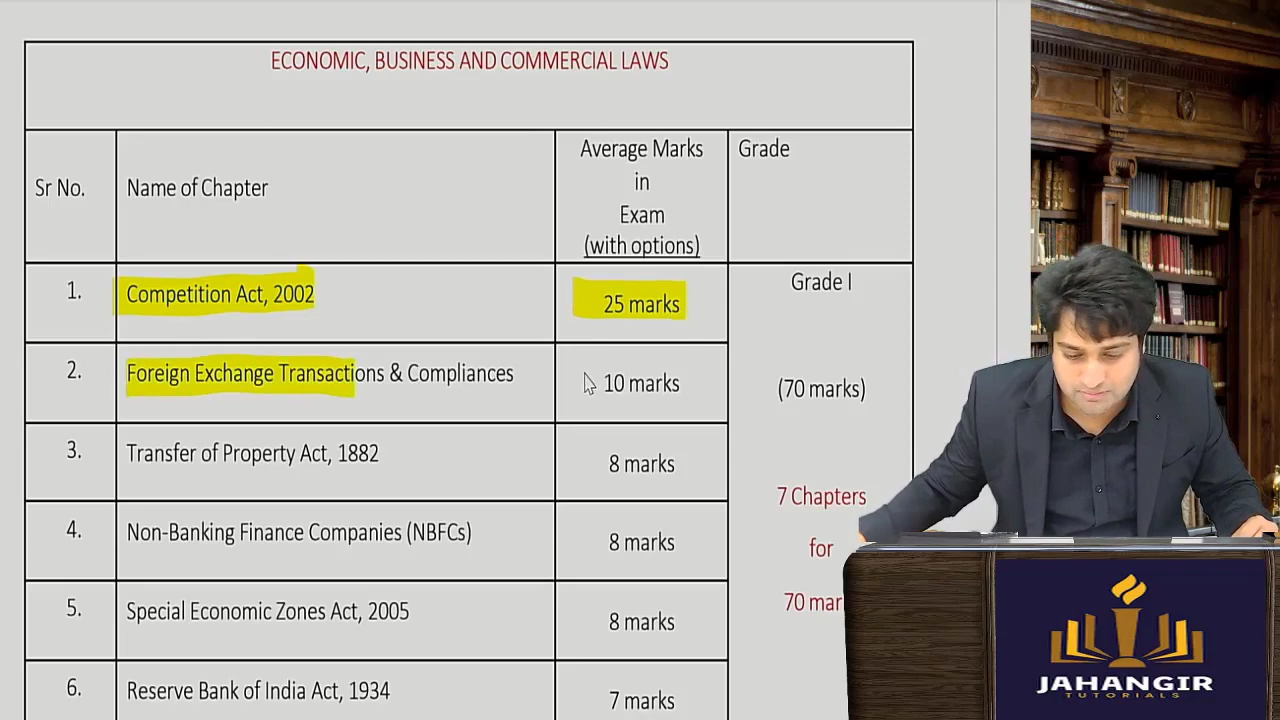 ECONOMIC, BUSINESS AND COMMERCIAL LAWS
Sr No.
Name of Chapter
Average Marks
in
Exam
(with options)
Grade
1.
Competition Act, 2002
25 marks
Grade I
2.
Foreign Exchange Transactions & Compliances
10 marks
(70 marks)
3.
Transfer of Property Act, 1882
8 marks
7 Chapters
for
70 mar
4.
Non-Banking Finance Companies (NBFCs)
8 marks
5.
Special Economic Zones Act, 2005
8 marks
6.
Reserve Bank of India Act, 1934
7 marks
JAHANGIR
TUTORIALS